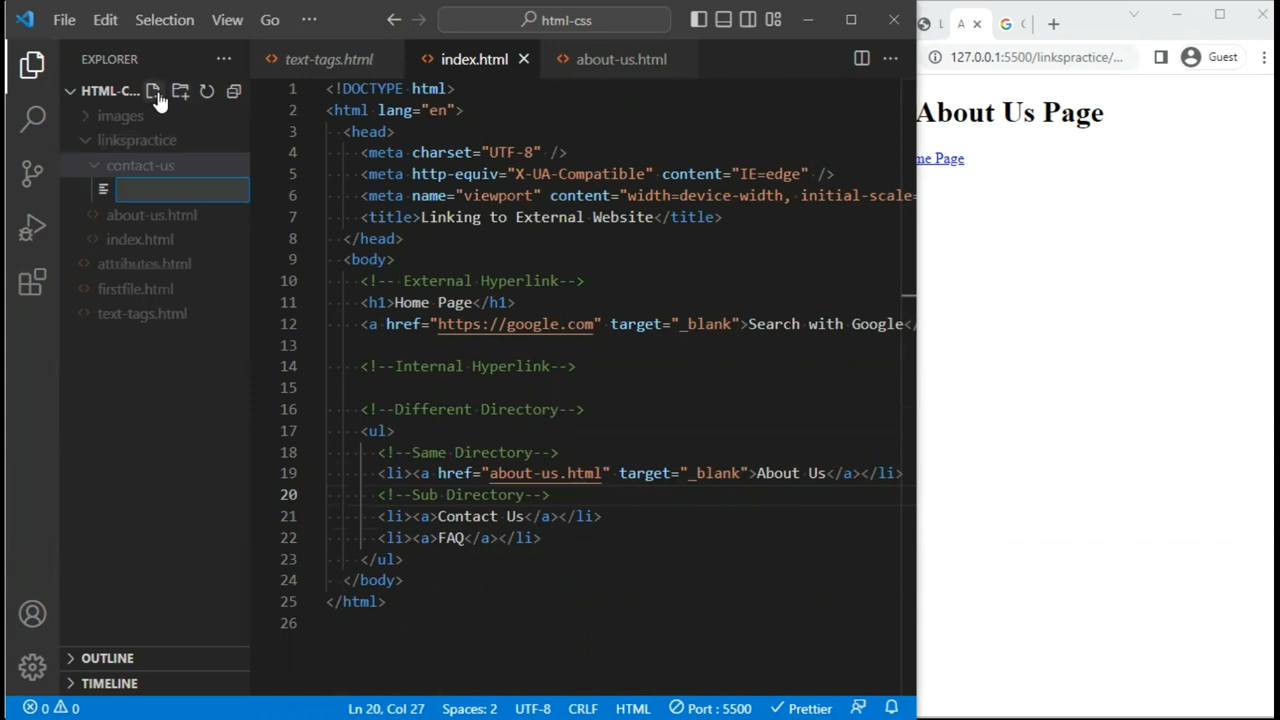 File Edit Selection View Go ··· html-css
EXPLORER ···
HTML-C...
images
linkspractice
contact-us
about-us.html
index.html
attributes.html
firstfile.html
text-tags.html
OUTLINE
TIMELINE
text-tags.html index.html about-us.html
1 <!DOCTYPE html>
2 <html lang="en">
3 <head>
4 <meta charset="UTF-8" />
5 <meta http-equiv="X-UA-Compatible" content="IE=edge" />
6 <meta name="viewport" content="width=device-width, initial-scale=
7 <title>Linking to External Website</title>
8 </head>
9 <body>
10 <!-- External Hyperlink-->
11 <h1>Home Page</h1>
12 <a href="https://google.com" target="_blank">Search with Google</
13
14 <!--Internal Hyperlink-->
15
16 <!--Different Directory-->
17 <ul>
18 <!--Same Directory-->
19 <li><a href="about-us.html" target="_blank">About Us</a></li>
20 <!--Sub Directory-->
21 <li><a>Contact Us</a></li>
22 <li><a>FAQ</a></li>
23 </ul>
24 </body>
25 </html>
26
0 0 Ln 20, Col 27 Spaces: 2 UTF-8 CRLF HTML Port : 5500 Prettier
L A G C
127.0.0.1:5500/linkspractice/... Guest
About Us Page
me Page